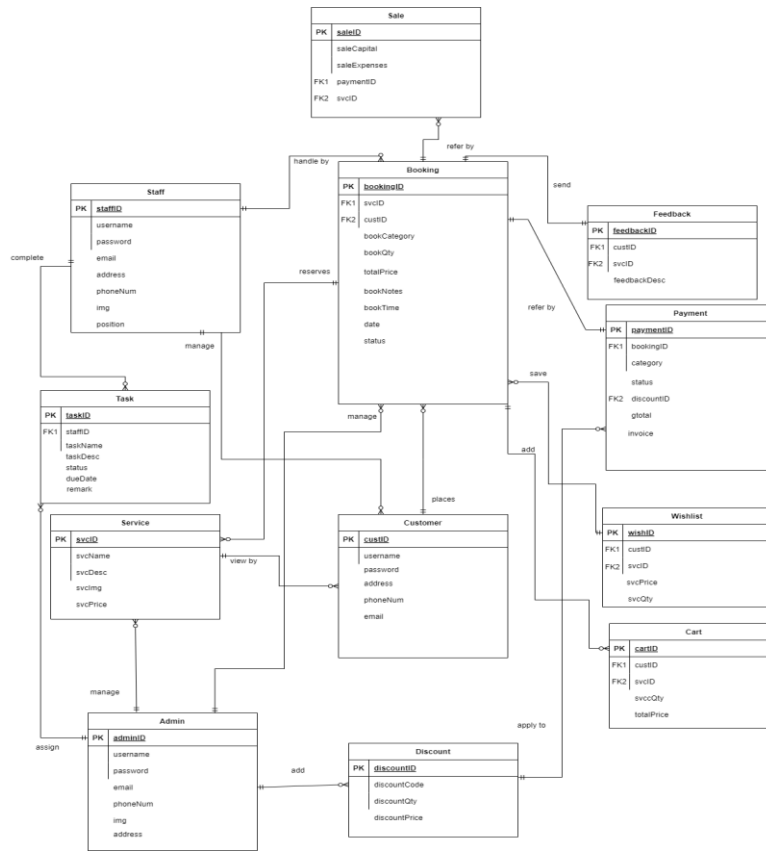 Sale
PK saleID
saleCapital
saleExpenses
FK1 paymentID
FK2 svcID
refer by
handle by
Booking
PK bookingID
FK1 svcID
FK2 custID
bookCategory
bookQty
totalPrice
bookNotes
bookTime
date
status
send
Staff
PK staffID
username
password
email
address
phoneNum
img
position
Feedback
PK feedbackID
FK1 custID
FK2 svcID
feedbackDesc
complete
reserves
manage
refer by
Payment
PK paymentID
FK1 bookingID
category
status
FK2 discountID
gtotal
invoice
save
manage
add
Task
PK taskID
FK1 staffID
taskName
taskDesc
status
dueDate
remark
places
Service
PK svcID
svcName
svcDesc
svcImg
svcPrice
view by
Customer
PK custID
username
password
address
phoneNum
email
Wishlist
PK wishID
FK1 custID
FK2 svcID
svcPrice
svcQty
Cart
PK cartID
FK1 custID
FK2 svcID
svccQty
totalPrice
manage
assign
Admin
PK adminID
username
password
email
phoneNum
img
address
add
apply to
Discount
PK discountID
discountCode
discountQty
discountPrice